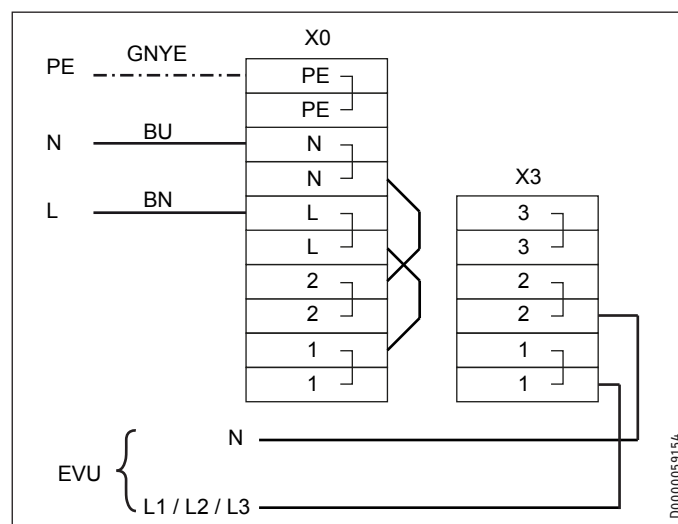 X0
PE GNYE PE
PE
N BU N
N
X3
L BN L 3
L 3
2 2
2 2
1 1
1 1
N
EVU
L1 / L2 / L3
D0000059154